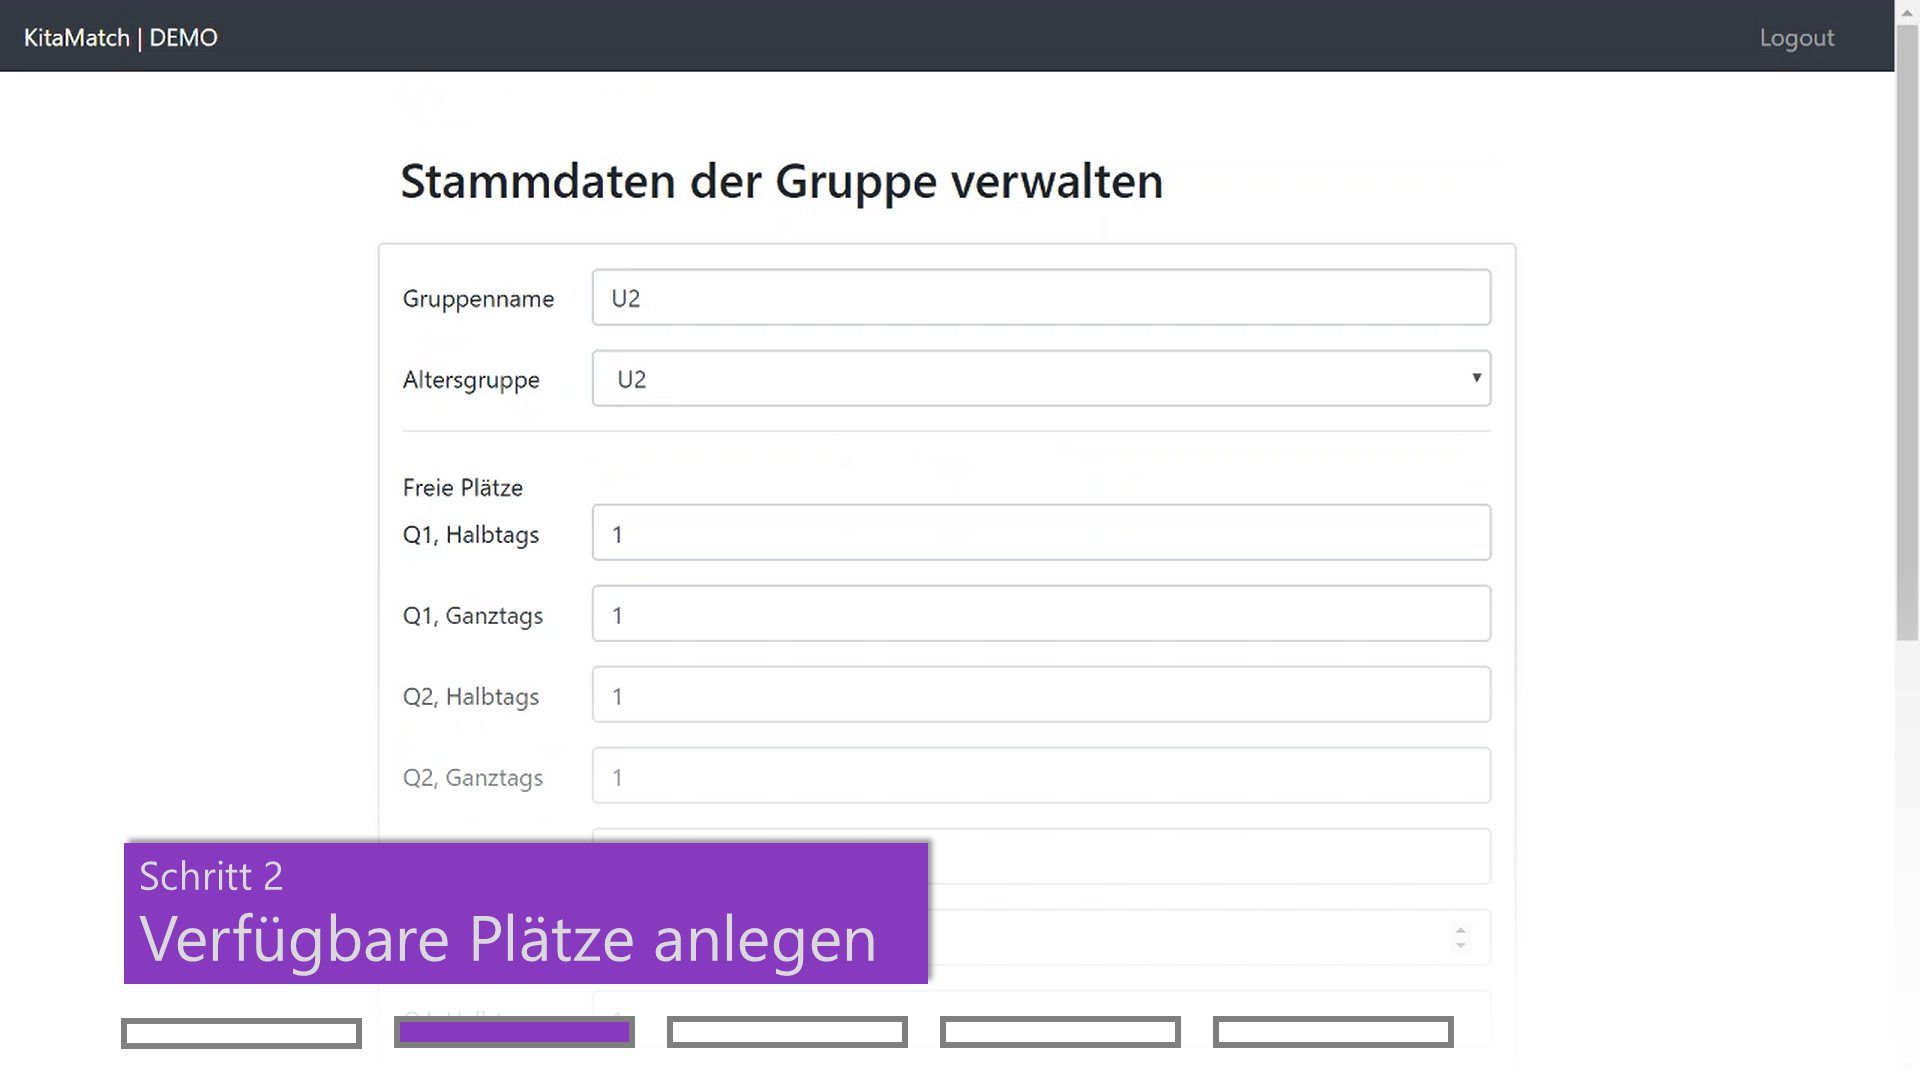 KitaMatch | DEMO
Logout
Stammdaten der Gruppe verwalten
Gruppenname
U2
Altersgruppe
U2
Freie Plätze
Q1, Halbtags
1
Q1, Ganztags
1
Q2, Halbtags
1
Q2, Ganztags
1
Schritt 2
Verfügbare Plätze anlegen